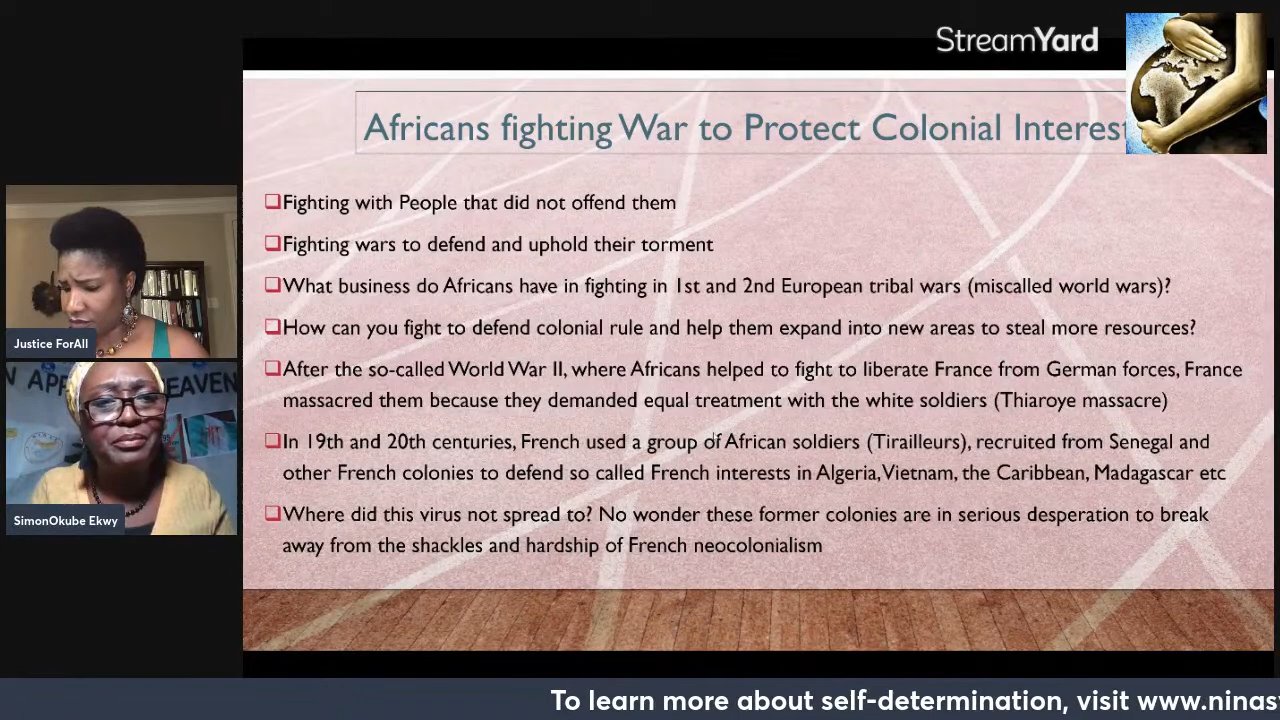 StreamYard
Africans fighting War to Protect Colonial Interest
❑Fighting with People that did not offend them
❑Fighting wars to defend and uphold their torment
❑What business do Africans have in fighting in 1st and 2nd European tribal wars (miscalled world wars)?
❑How can you fight to defend colonial rule and help them expand into new areas to steal more resources?
❑After the so-called World War II, where Africans helped to fight to liberate France from German forces, France
massacred them because they demanded equal treatment with the white soldiers (Thiaroye massacre)
❑In 19th and 20th centuries, French used a group of African soldiers (Tirailleurs), recruited from Senegal and
other French colonies to defend so called French interests in Algeria, Vietnam, the Caribbean, Madagascar etc
❑Where did this virus not spread to? No wonder these former colonies are in serious desperation to break
away from the shackles and hardship of French neocolonialism
Justice ForAll
N APP EAVEN
SimonOkube Ekwy
To learn more about self-determination, visit www.ninas